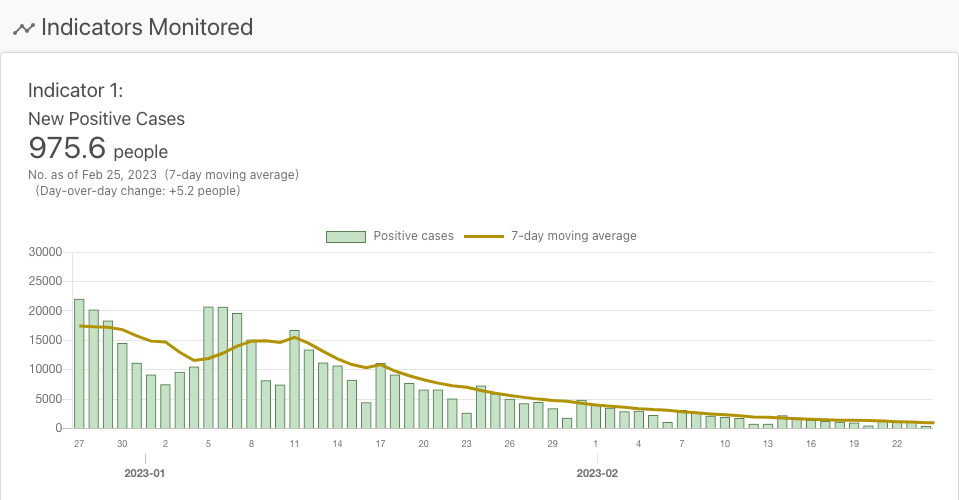 Indicators Monitored
Indicator 1:
New Positive Cases
975.6 people
No. as of Feb 25, 2023 (7-day moving average)
(Day-over-day change: +5.2 people)
Positive cases 7-day moving average
30000
25000
20000
15000
10000
5000
0
27 30 2 5 8 11 14 17 20 23 26 29 1 4 7 10 13 16 19 22
2023-01 2023-02